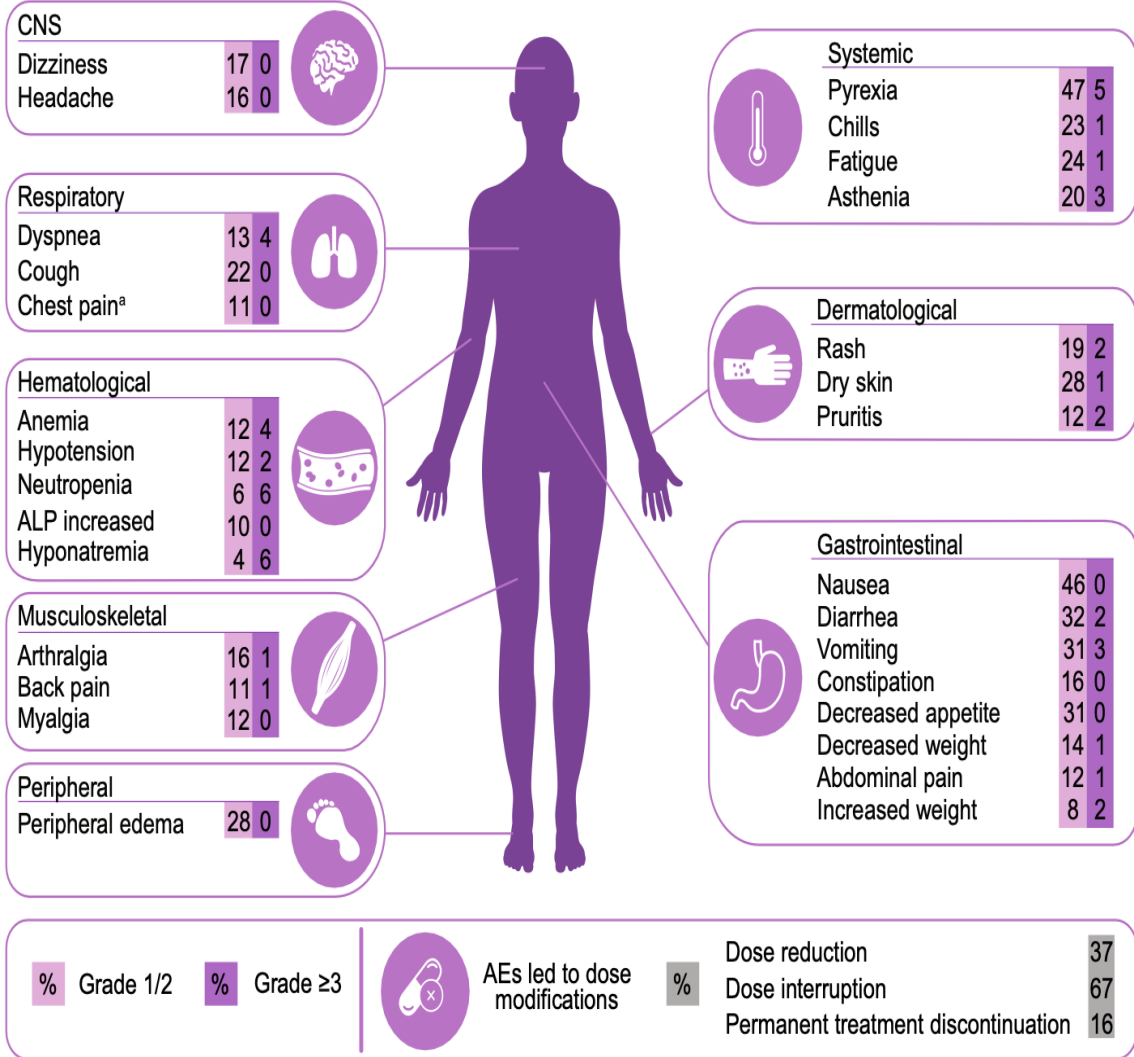 CNS
Dizziness 17 0
Headache 16 0
Respiratory
Dyspnea 13 4
Cough 22 0
Chest painᵃ 11 0
Hematological
Anemia 12 4
Hypotension 12 2
Neutropenia 6 6
ALP increased 10 0
Hyponatremia 4 6
Musculoskeletal
Arthralgia 16 1
Back pain 11 1
Myalgia 12 0
Peripheral
Peripheral edema 28 0
Systemic
Pyrexia 47 5
Chills 23 1
Fatigue 24 1
Asthenia 20 3
Dermatological
Rash 19 2
Dry skin 28 1
Pruritis 12 2
Gastrointestinal
Nausea 46 0
Diarrhea 32 2
Vomiting 31 3
Constipation 16 0
Decreased appetite 31 0
Decreased weight 14 1
Abdominal pain 12 1
Increased weight 8 2
% Grade 1/2 % Grade ≥3
x
AEs led to dose
modifications
%
Dose reduction 37
Dose interruption 67
Permanent treatment discontinuation 16